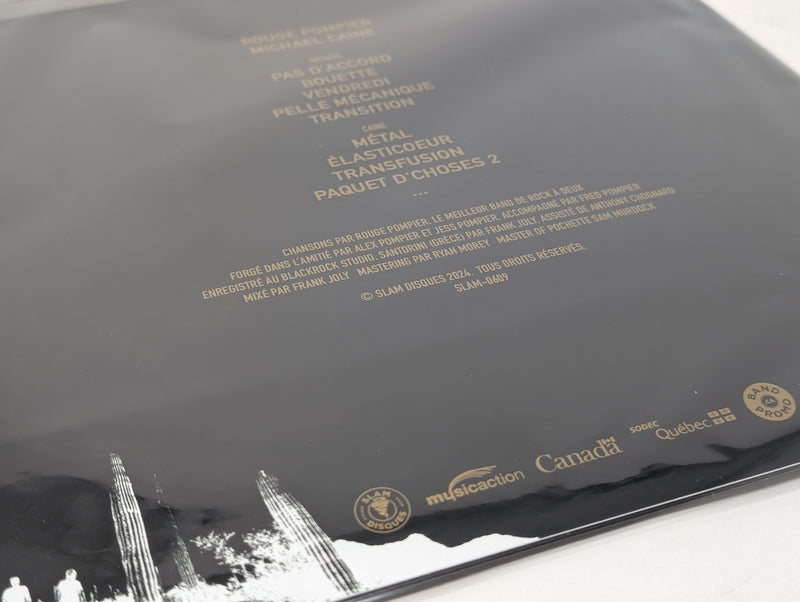 ROUGE POMPIER
MICHAEL CAINE
PAS D'ACCORD
BOUETTE
VENDREDI
PELLE MÉCANIQUE
TRANSITION
CAINE
MÉTAL
ÉLASTICOEUR
TRANSFUSION
PAQUET D'CHOSES 2
...
CHANSONS PAR ROUGE POMPIER, LE MEILLEUR BAND DE ROCK À DEUX
FORGÉ DANS L'AMITIÉ PAR ALEX POMPIER ET JESS POMPIER, ACCOMPAGNÉ PAR FRED POMPIER
ENREGISTRÉ AU BLACKROCK STUDIO, SANTORINI (GRÈCE) PAR FRANK JOLY, ASSISTÉ DE ANTHONY CHOGNARD
MIXÉ PAR FRANK JOLY MASTERING PAR RYAN MOREY MASTER OF POCHETTE SAM MURDOCK
© SLAM DISQUES 2024. TOUS DROITS RÉSERVÉS.
SLAM-0609
SLAM DISQUES
musicaction
Canada
SODEC
Québec
BAND CA PROMO